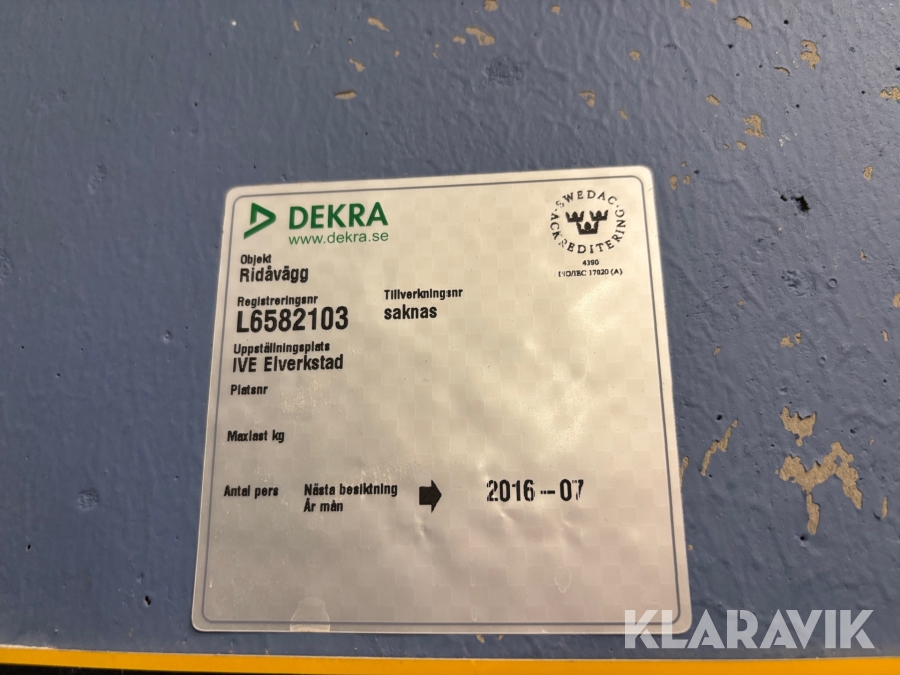 DEKRA
www.dekra.se
SWEDAC
ACKREDITERING
4390
ISO/IEC 17020 (A)
Objekt
Ridåvägg
Registreringsnr
L6582103
Tillverkningsnr
saknas
Uppställningsplats
IVE Elverkstad
Platsnr
Maxlast kg
Antal pers
Nästa besiktning
År mån
2016-07
KLARAVIK